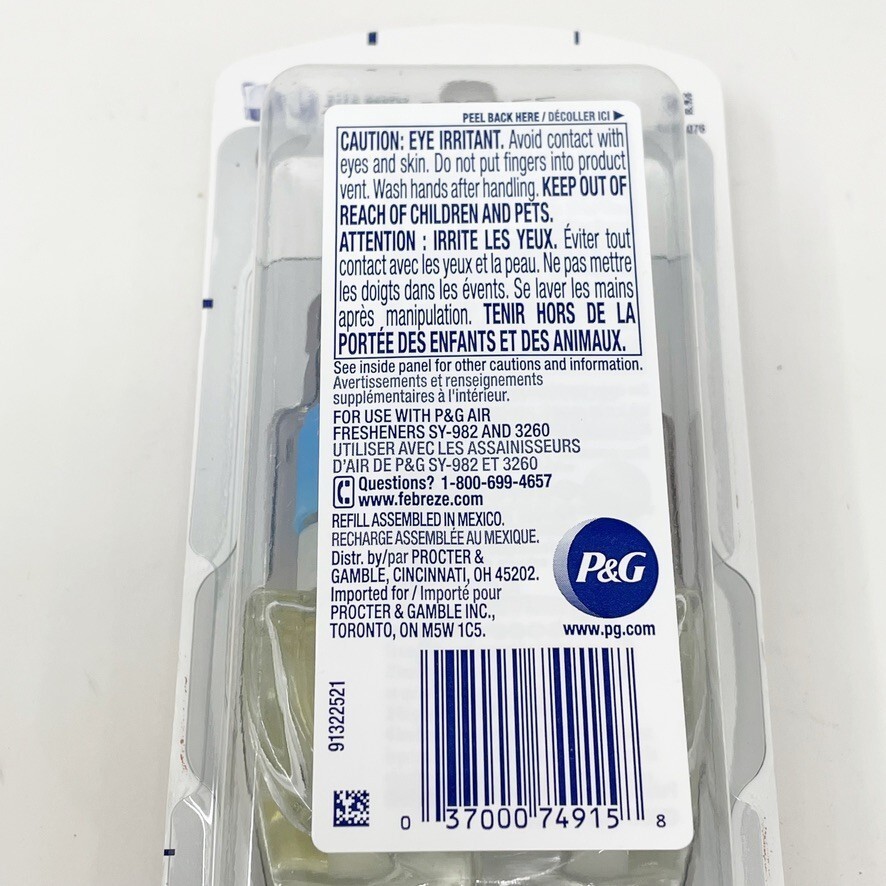 PEEL BACK HERE / DÉCOLLER ICI ▶
CAUTION: EYE IRRITANT. Avoid contact with
eyes and skin. Do not put fingers into product
vent. Wash hands after handling. KEEP OUT OF
REACH OF CHILDREN AND PETS.
ATTENTION : IRRITE LES YEUX. Éviter tout
contact avec les yeux et la peau. Ne pas mettre
les doigts dans les évents. Se laver les mains
après manipulation. TENIR HORS DE LA
PORTÉE DES ENFANTS ET DES ANIMAUX.
See inside panel for other cautions and information.
Avertissements et renseignements
supplémentaires à l'intérieur.
FOR USE WITH P&G AIR
FRESHENERS SY-982 AND 3260
UTILISER AVEC LES ASSAINISSEURS
D'AIR DE P&G SY-982 ET 3260
Questions? 1-800-699-4657
www.febreze.com
REFILL ASSEMBLED IN MEXICO.
RECHARGE ASSEMBLÉE AU MEXIQUE.
Distr. by/par PROCTER &
GAMBLE, CINCINNATI, OH 45202.
Imported for / Importé pour
PROCTER & GAMBLE INC.,
TORONTO, ON M5W 1C5.
P&G
www.pg.com
91322521
0 37000 74915 8